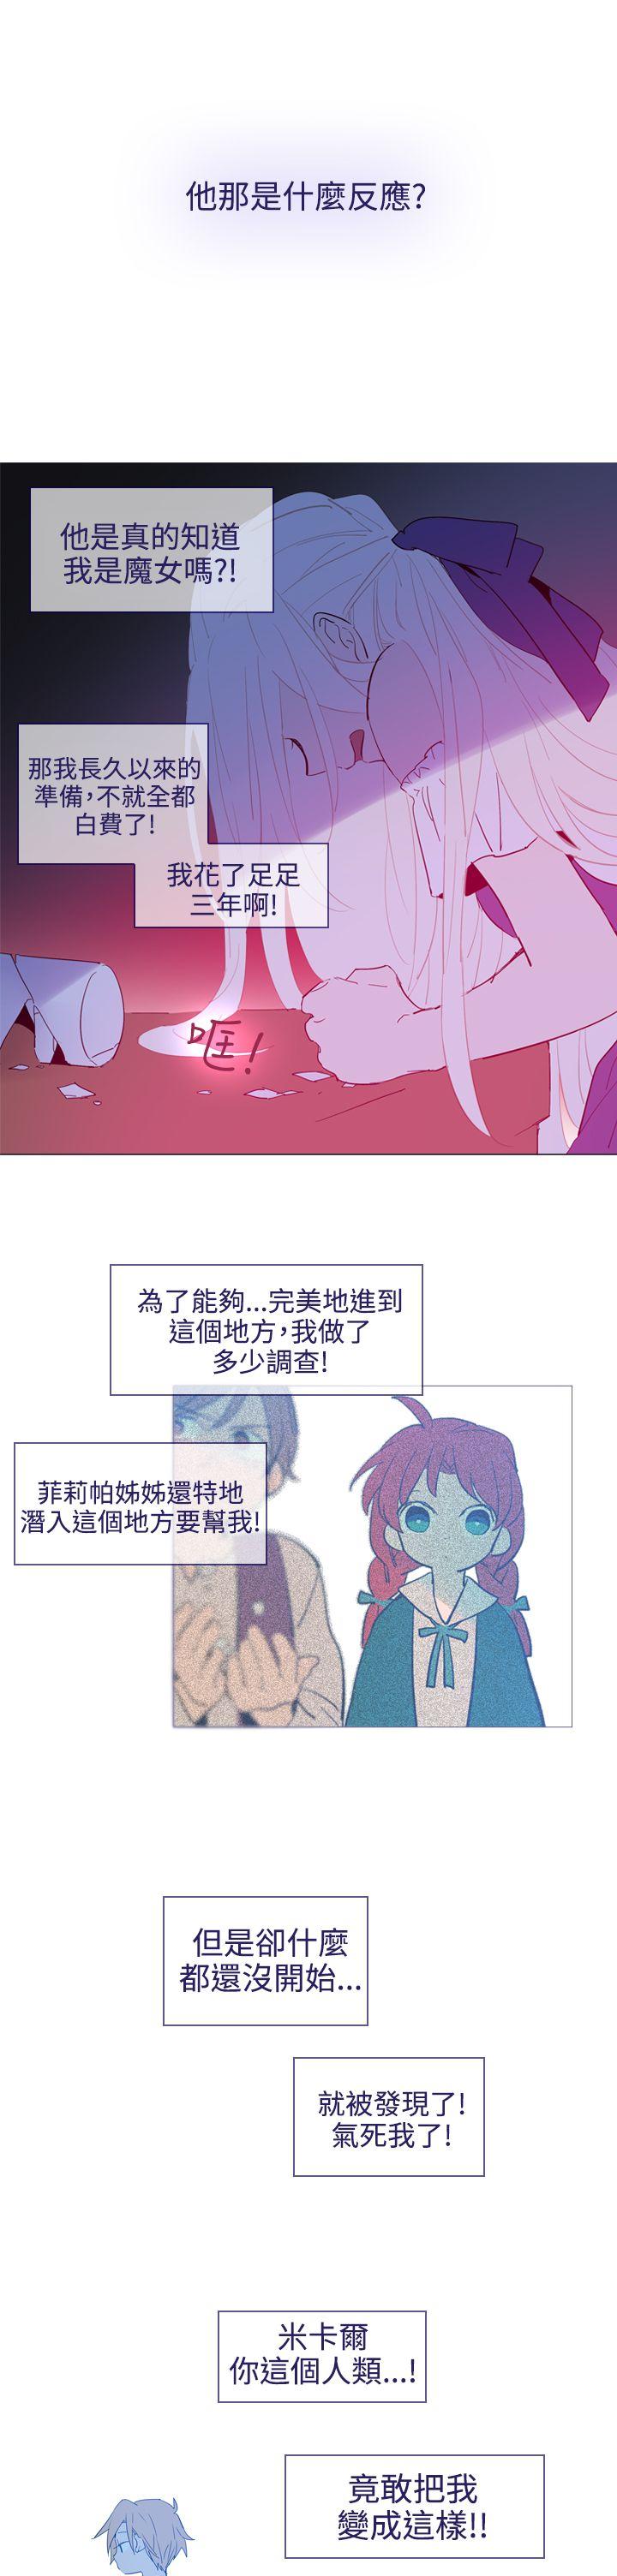 他那是什麼反應?
他是真的知道
我是魔女嗎?!
那我長久以來的
準備,不就全都
白費了!
我花了足足
三年啊!
哐!
為了能夠...完美地進到
這個地方,我做了
多少調查!
菲莉帕姊姊還特地
潛入這個地方要幫我!
但是卻什麼
都還沒開始...
就被發現了!
氣死我了!
米卡爾
你這個人類...!
竟敢把我
變成這樣!!